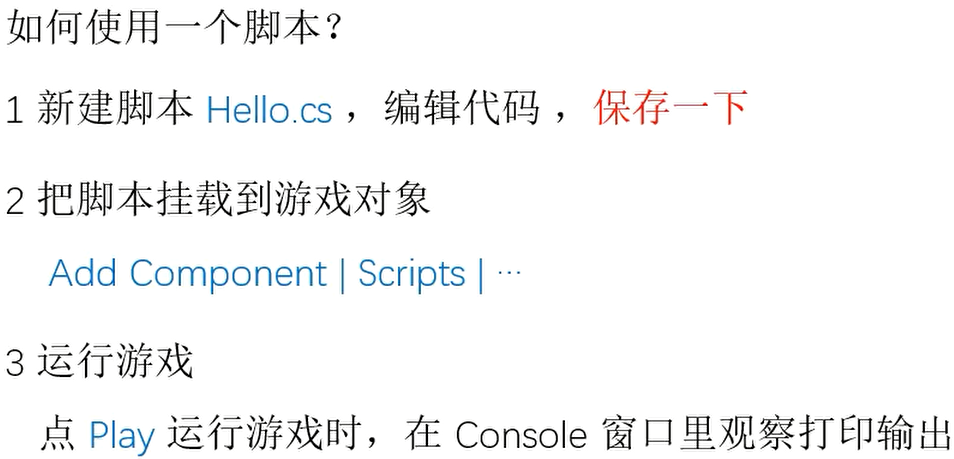 如何使用一个脚本?
1 新建脚本 Hello.cs ，编辑代码 ，保存一下
2 把脚本挂载到游戏对象
Add Component | Scripts | ···
3 运行游戏
点 Play 运行游戏时，在 Console 窗口里观察打印输出